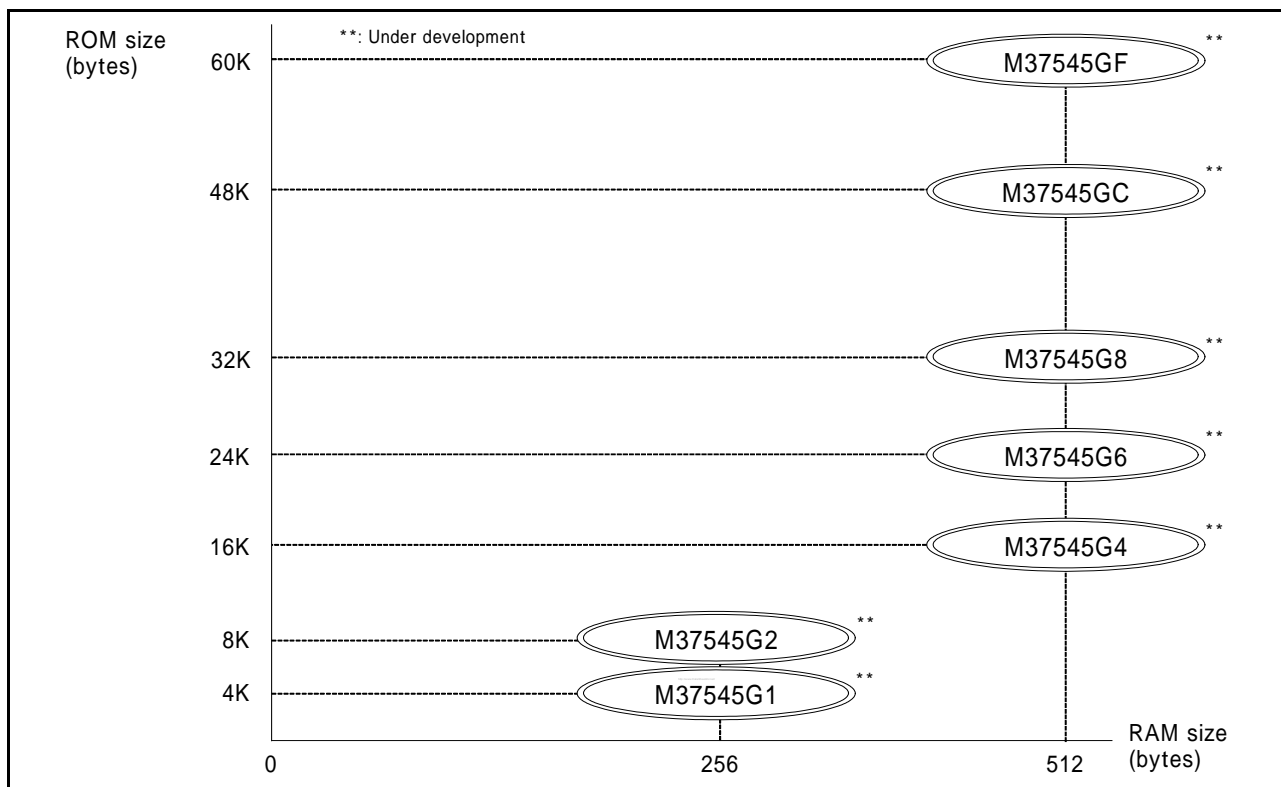 ROM size
(bytes)
**: Under development
60K
M37545GF
**
48K
M37545GC
**
32K
M37545G8
**
24K
M37545G6
**
16K
M37545G4
**
8K
M37545G2
**
4K
M37545G1
**
0
256
512
RAM size
(bytes)